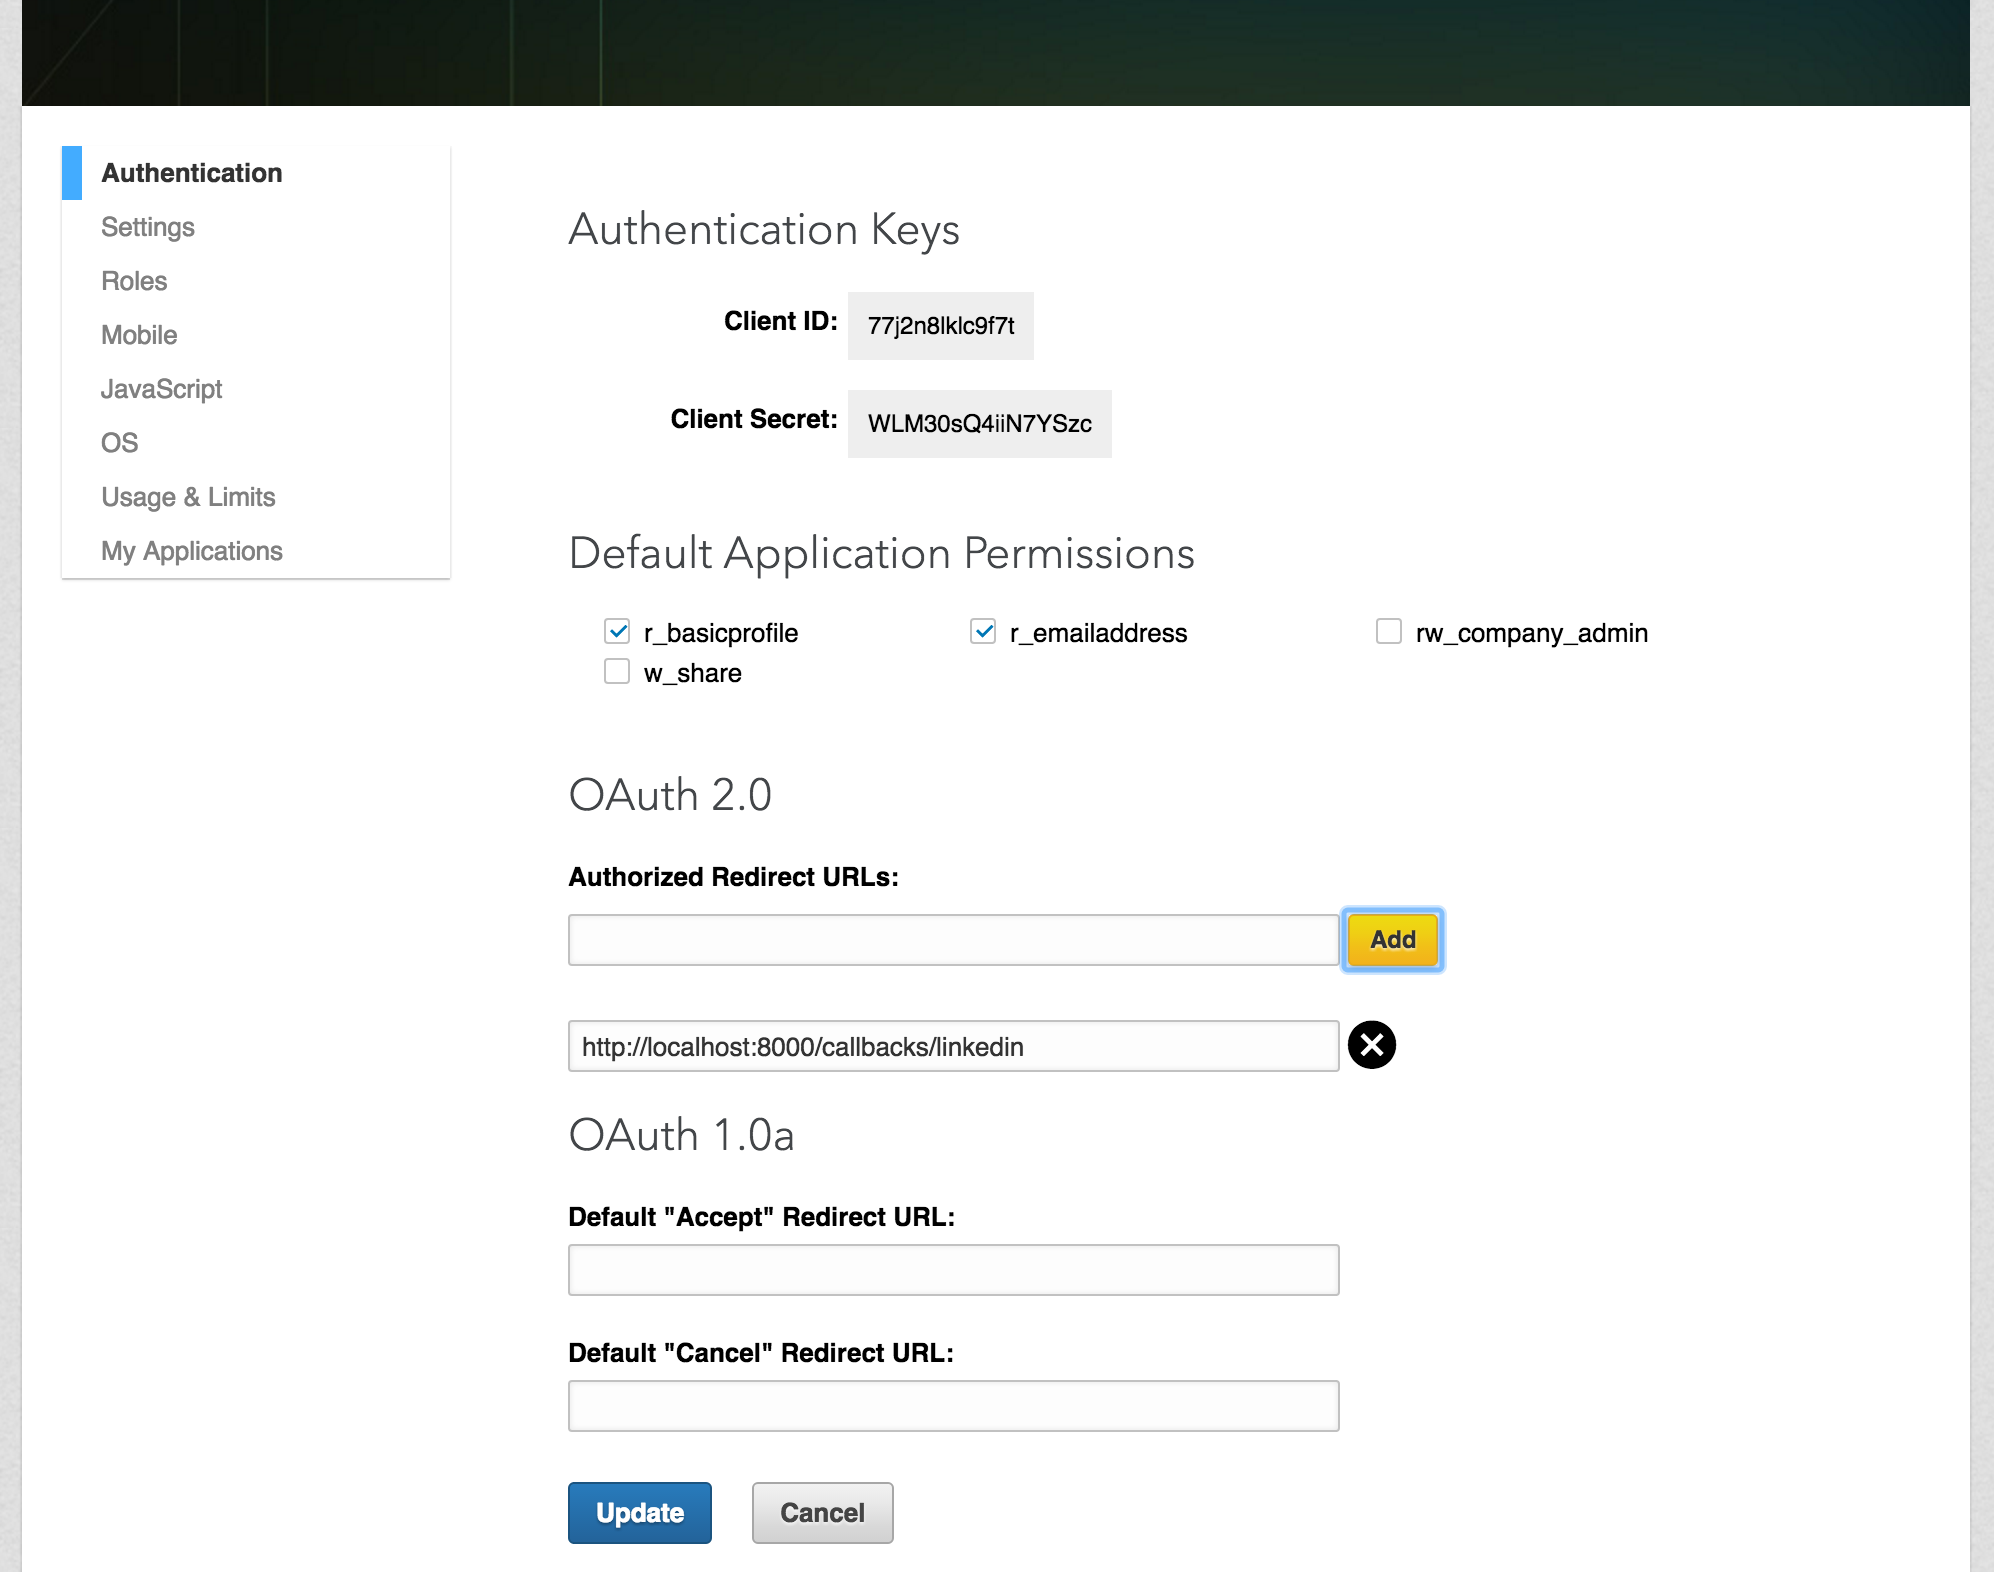 Authentication
Settings
Roles
Mobile
JavaScript
OS
Usage & Limits
My Applications
Authentication Keys
Client ID: 77j2n8lklc9f7t
Client Secret: WLM30sQ4iiN7YSzc
Default Application Permissions
r_basicprofile r_emailaddress rw_company_admin
w_share
OAuth 2.0
Authorized Redirect URLs:
Add
http://localhost:8000/callbacks/linkedin
OAuth 1.0a
Default "Accept" Redirect URL:
Default "Cancel" Redirect URL:
Update Cancel